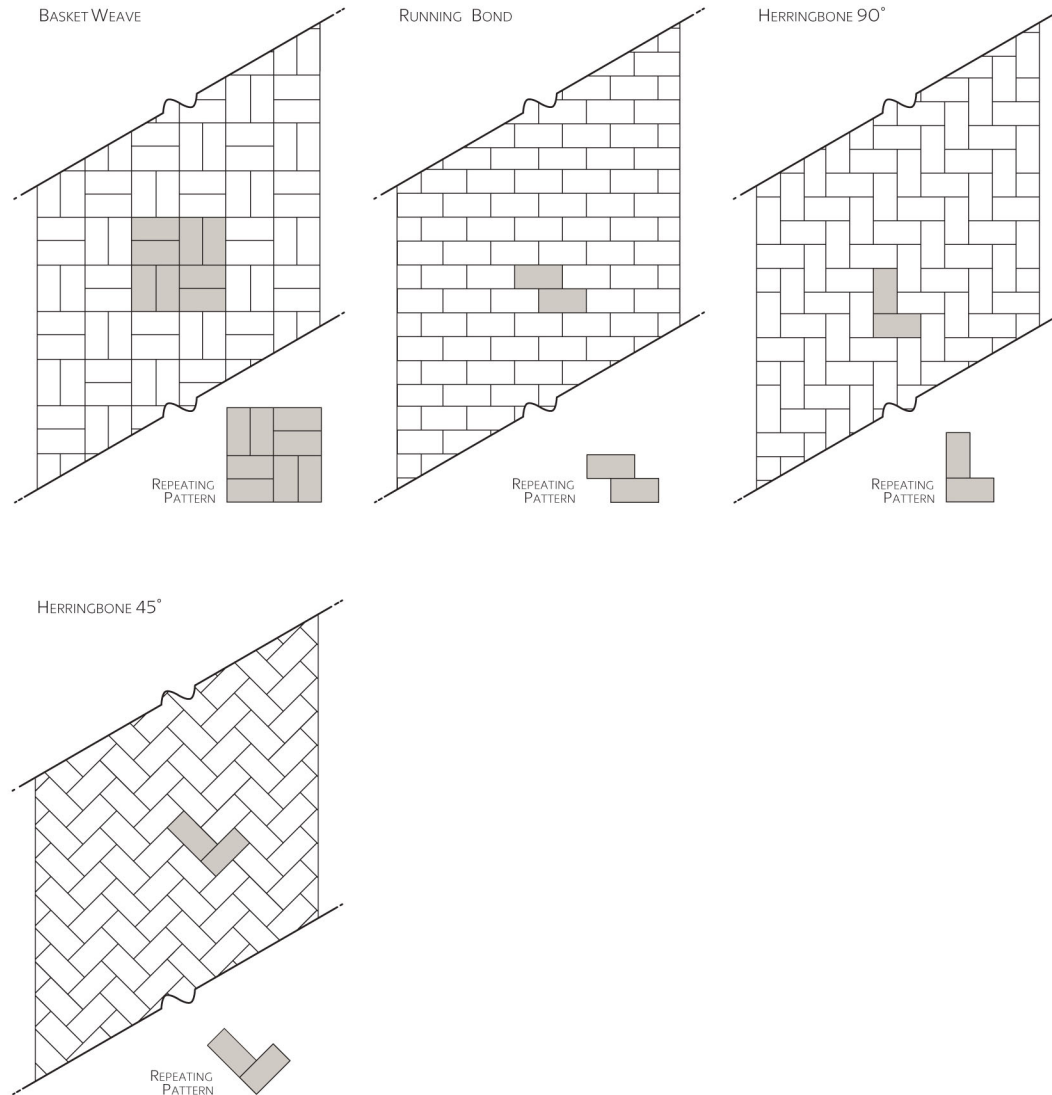 Basket Weave
Running Bond
Herringbone 90°
Repeating
Pattern
Repeating
Pattern
Repeating
Pattern
Herringbone 45°
Repeating
Pattern